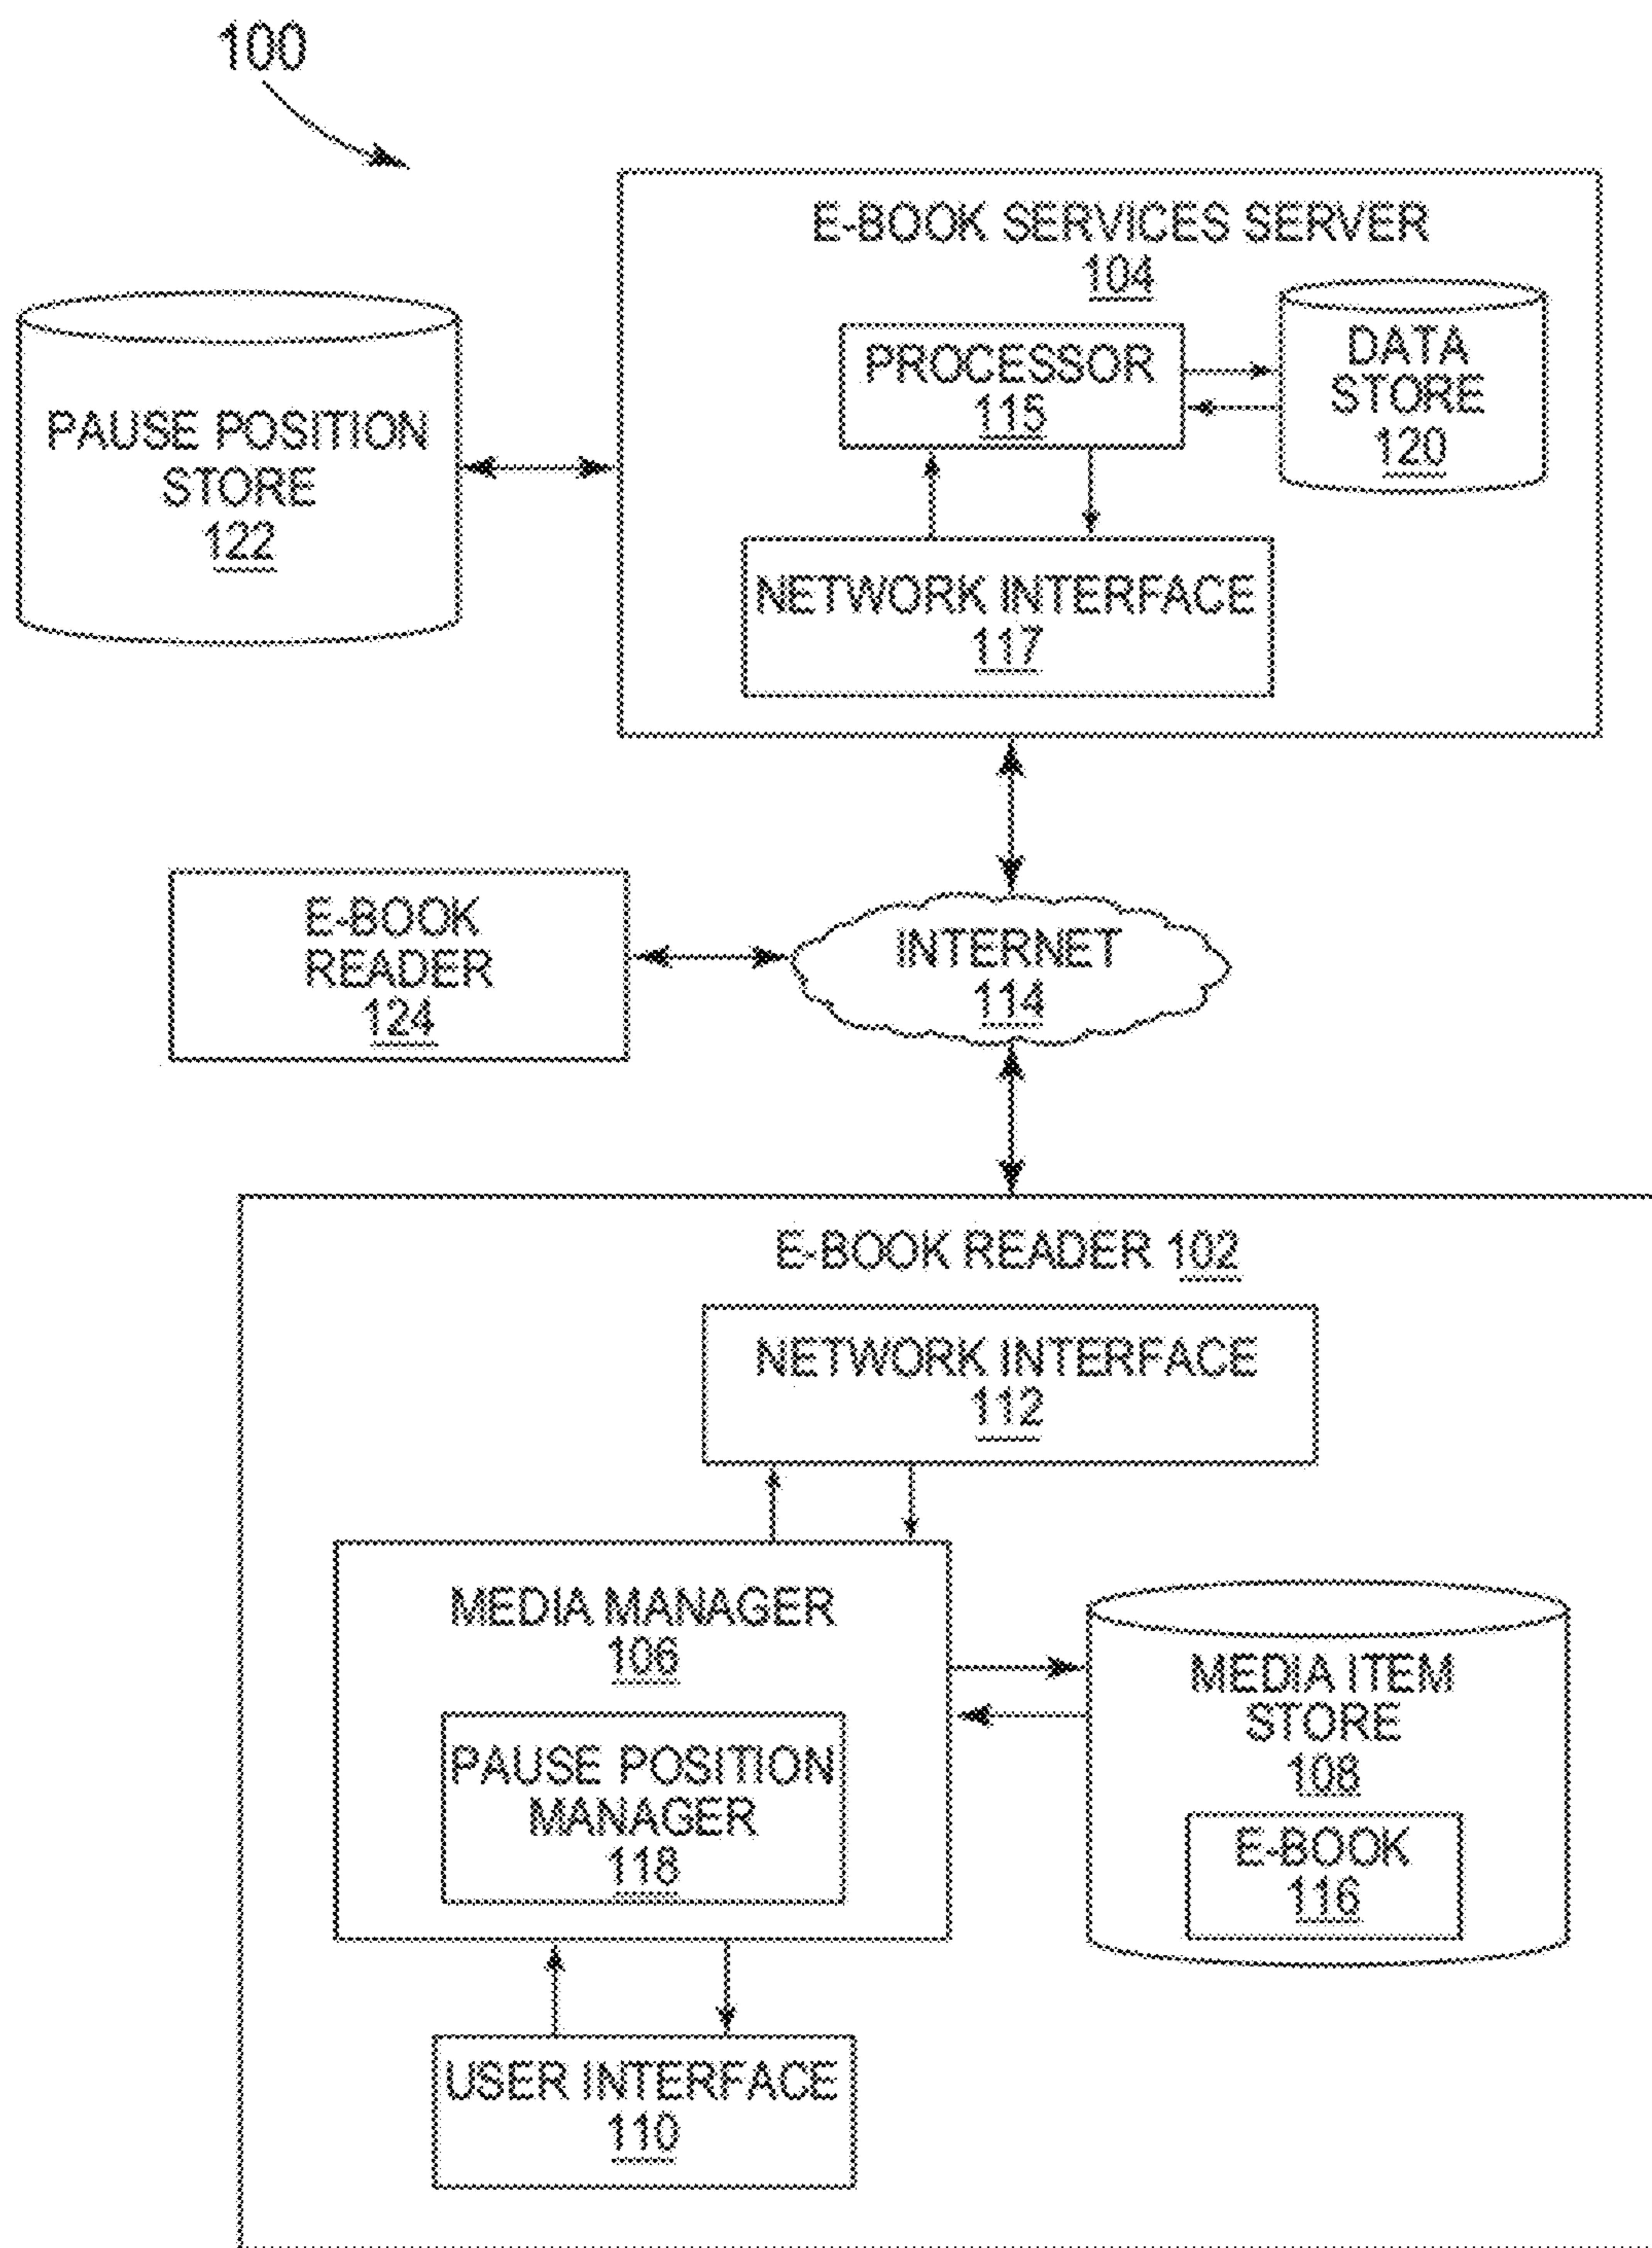 100
E-BOOK SERVICES SERVER
104
PROCESSOR
115
DATA
STORE
120
PAUSE POSITION
STORE
122
NETWORK INTERFACE
117
E-BOOK
READER
124
INTERNET
114
E-BOOK READER 102
NETWORK INTERFACE
112
MEDIA MANAGER
106
PAUSE POSITION
MANAGER
118
MEDIA ITEM
STORE
108
E-BOOK
116
USER INTERFACE
110